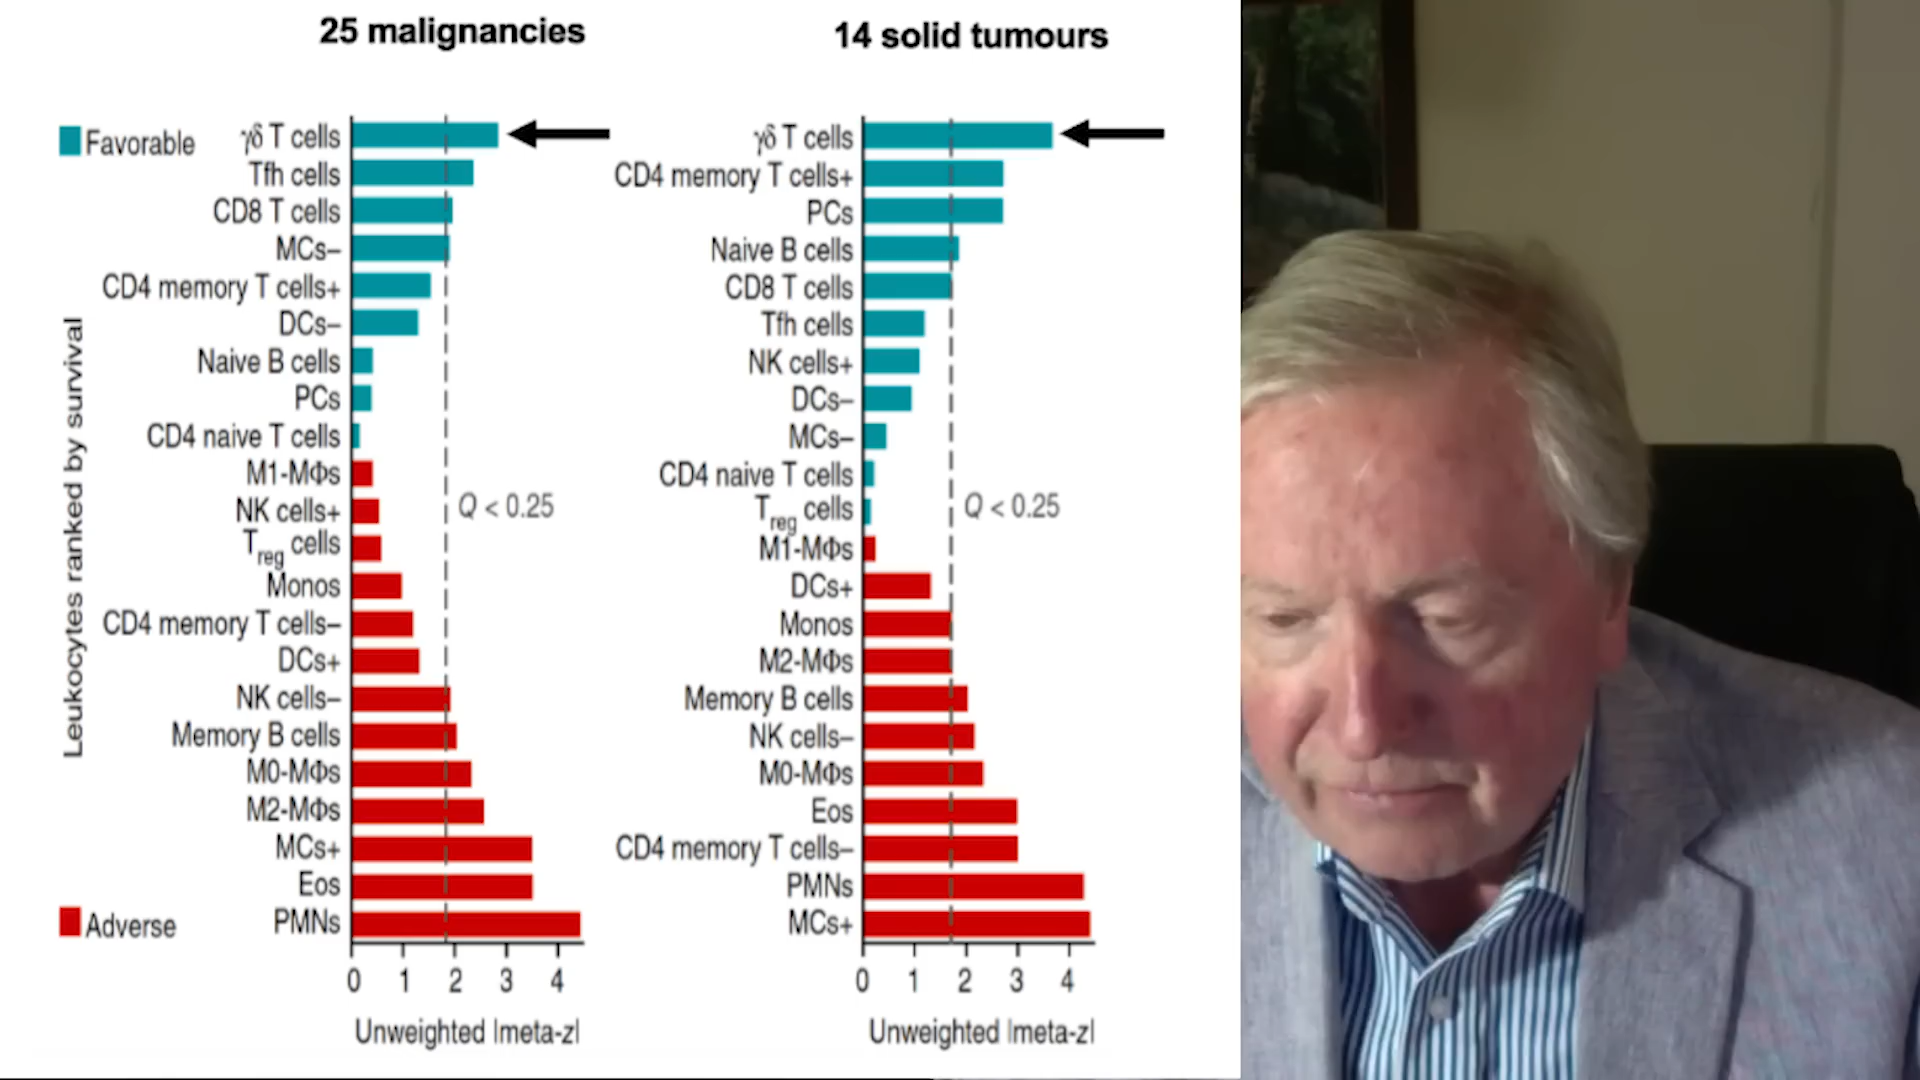 25 malignancies
Favorable
Leukocytes ranked by survival
Adverse
γδ T cells
Tfh cells
CD8 T cells
MCs–
CD4 memory T cells+
DCs–
Naive B cells
PCs
CD4 naive T cells
M1-MΦs
NK cells+
Treg cells
Monos
CD4 memory T cells–
DCs+
NK cells–
Memory B cells
M0-MΦs
M2-MΦs
MCs+
Eos
PMNs
Q < 0.25
0 1 2 3 4
Unweighted |meta-z|
14 solid tumours
γδ T cells
CD4 memory T cells+
PCs
Naive B cells
CD8 T cells
Tfh cells
NK cells+
DCs–
MCs–
CD4 naive T cells
Treg cells
M1-MΦs
DCs+
Monos
M2-MΦs
Memory B cells
NK cells–
M0-MΦs
Eos
CD4 memory T cells–
PMNs
MCs+
Q < 0.25
0 1 2 3 4
Unweighted |meta-z|